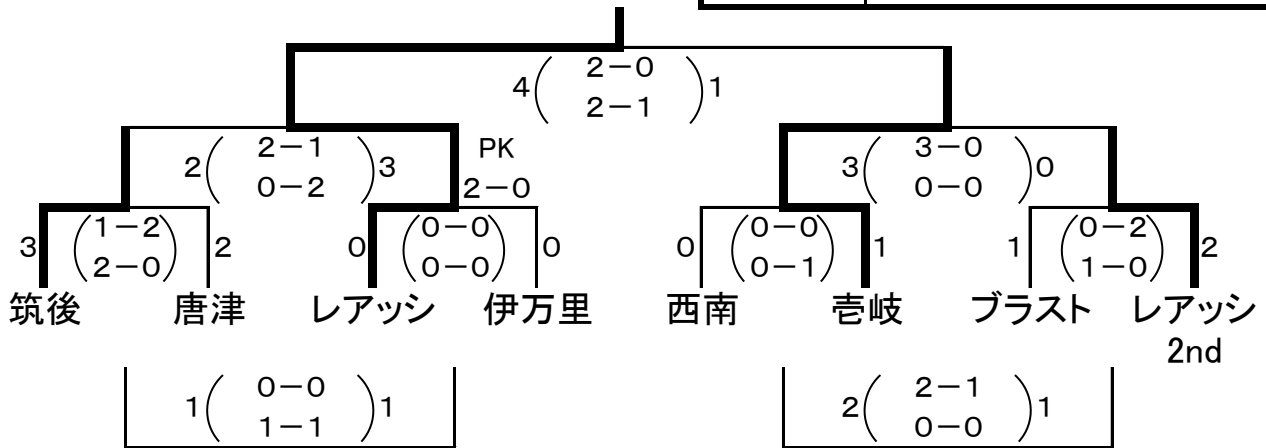 4 ( 2-0 ) 1
2-1
2 ( 2-1 ) 3
0-2
PK
2-0
3 ( 3-0 ) 0
0-0
3 ( 1-2 ) 2
2-0
0 ( 0-0 ) 0
0-0
0 ( 0-0 ) 1
0-1
1 ( 0-2 ) 2
1-0
筑後 唐津 レアッシ 伊万里 西南 壱岐 ブラスト レアッシ
2nd
1 ( 0-0 ) 1
1-1
2 ( 2-1 ) 1
0-0